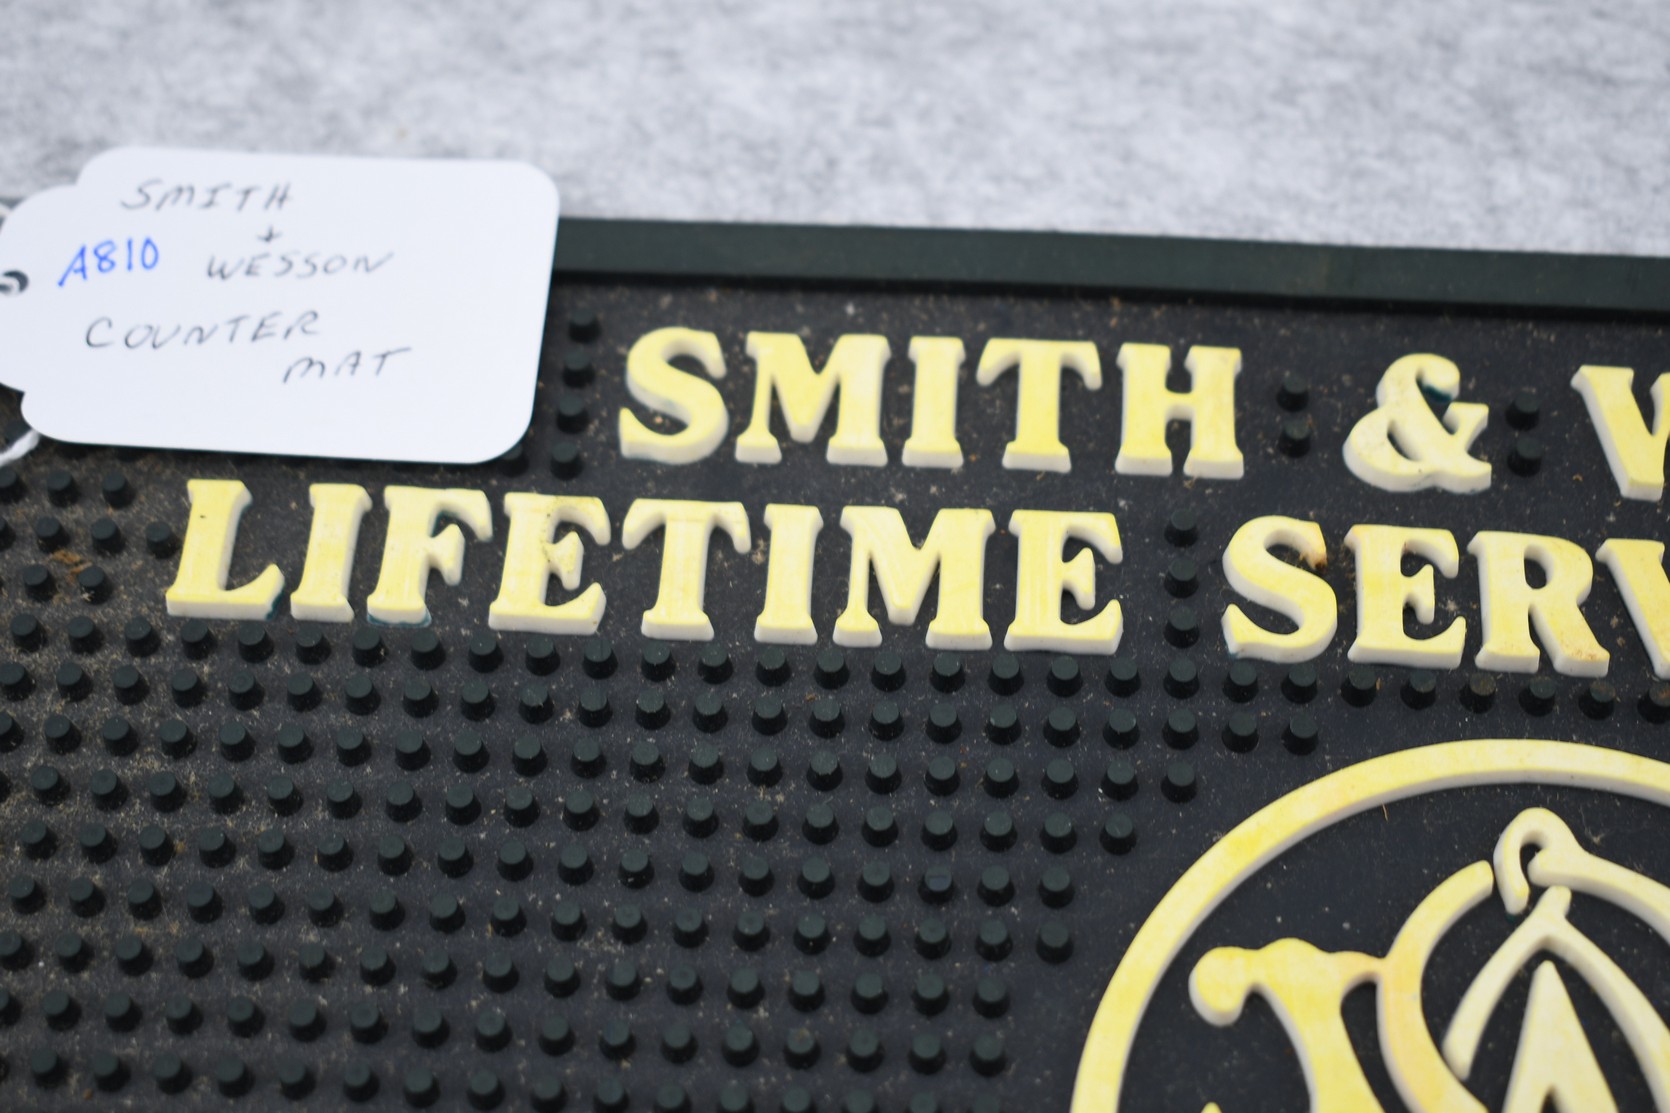 SMITH
+
A810 WESSON
COUNTER
MAT
SMITH & W
LIFETIME SERV